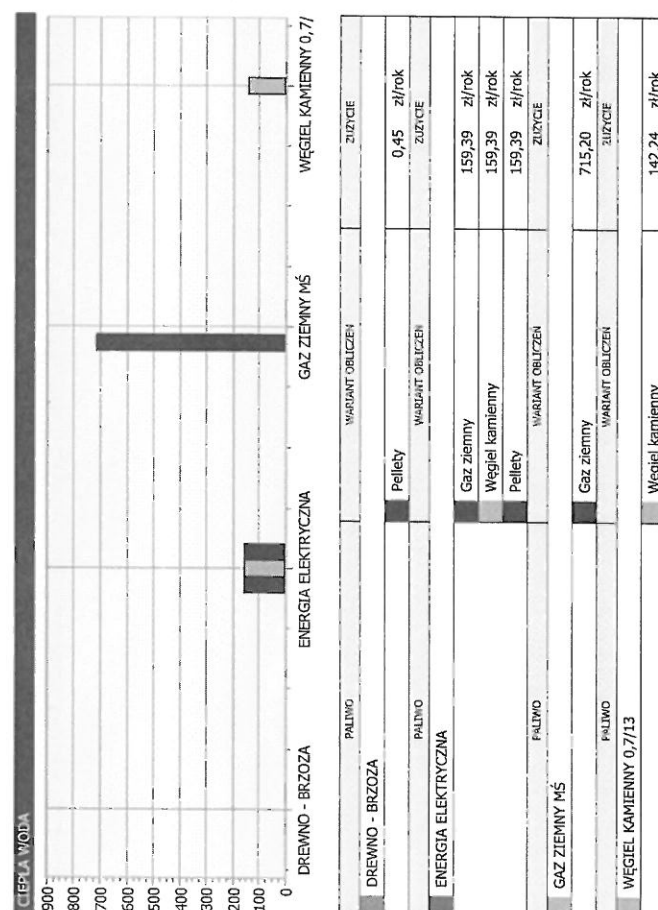 CIEPŁA WODA
900
800
700
600
500
400
300
200
100
0
DREWNO - BRZOZA ENERGIA ELEKTRYCZNA GAZ ZIEMNY MŚ WĘGIEL KAMIENNY 0,7/
PALIWO WARIANT OBLICZEŃ ZUŻYCIE
DREWNO - BRZOZA
Pellety 0,45 zł/rok
PALIWO WARIANT OBLICZEŃ ZUŻYCIE
ENERGIA ELEKTRYCZNA
Gaz ziemny 159,39 zł/rok
Węgiel kamienny 159,39 zł/rok
Pellety 159,39 zł/rok
PALIWO WARIANT OBLICZEŃ ZUŻYCIE
GAZ ZIEMNY MŚ
Gaz ziemny 715,20 zł/rok
PALIWO WARIANT OBLICZEŃ ZUŻYCIE
WĘGIEL KAMIENNY 0,7/13
Węgiel kamienny 142,24 zł/rok